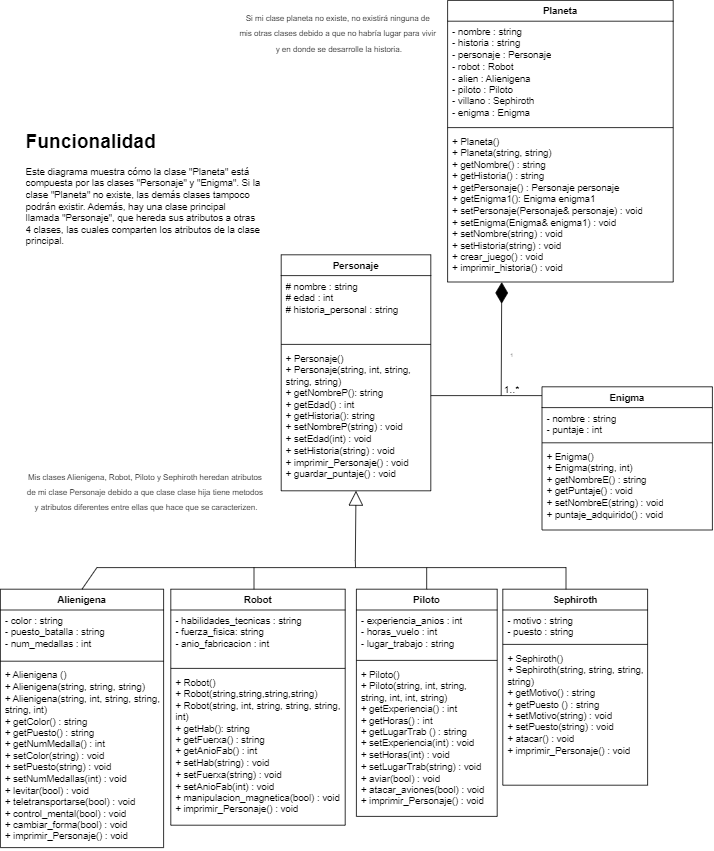 Si mi clase planeta no existe, no existirá ninguna de
mis otras clases debido a que no habría lugar para vivir
y en donde se desarrolle la historia.
Planeta
- nombre : string
- historia : string
- personaje : Personaje
- robot : Robot
- alien : Alienigena
- piloto : Piloto
- villano : Sephiroth
- enigma : Enigma
+ Planeta()
+ Planeta(string, string)
+ getNombre() : string
+ getHistoria() : string
+ getPersonaje() : Personaje personaje
+ getEnigma1(): Enigma enigma1
+ setPersonaje(Personaje& personaje) : void
+ setEnigma(Enigma& enigma1) : void
+ setNombre(string) : void
+ setHistoria(string) : void
+ crear_juego() : void
+ imprimir_historia() : void
Funcionalidad
Este diagrama muestra cómo la clase "Planeta" está
compuesta por las clases "Personaje" y "Enigma". Si la
clase "Planeta" no existe, las demás clases tampoco
podrán existir. Además, hay una clase principal
llamada "Personaje", que hereda sus atributos a otras
4 clases, las cuales comparten los atributos de la clase
principal.
Personaje
# nombre : string
# edad : int
# historia_personal : string
+ Personaje()
+ Personaje(string, int, string,
string, string)
+ getNombreP(): string
+ getEdad() : int
+ getHistoria(): string
+ setNombreP(string) : void
+ setEdad(int) : void
+ setHistoria(string) : void
+ imprimir_Personaje() : void
+ guardar_puntaje() : void
1
1..*
Enigma
- nombre : string
- puntaje : int
+ Enigma()
+ Enigma(string, int)
+ getNombreE() : string
+ getPuntaje() : void
+ setNombreE(string) : void
+ puntaje_adquirido() : void
Mis clases Alienigena, Robot, Piloto y Sephiroth heredan atributos
de mi clase Personaje debido a que clase clase hija tiene metodos
y atributos diferentes entre ellas que hace que se caracterizen.
Alienigena
- color : string
- puesto_batalla : string
- num_medallas : int
+ Alienigena ()
+ Alienigena(string, string, string)
+ Alienigena(string, int, string, string,
string, int)
+ getColor() : string
+ getPuesto() : string
+ getNumMedalla() : int
+ setColor(string) : void
+ setPuesto(string) : void
+ setNumMedallas(int) : void
+ levitar(bool) : void
+ teletransportarse(bool) : void
+ control_mental(bool) : void
+ cambiar_forma(bool) : void
+ imprimir_Personaje() : void
Robot
- habilidades_tecnicas : string
- fuerza_fisica: string
- anio_fabricacion : int
+ Robot()
+ Robot(string,string,string,string)
+ Robot(string, int, string, string, string,
int)
+ getHab(): string
+ getFuerxa() : string
+ getAnioFab() : int
+ setHab(string) : void
+ setFuerxa(string) : void
+ setAnioFab(int) : void
+ manipulacion_magnetica(bool) : void
+ imprimir_Personaje() : void
Piloto
- experiencia_anios : int
- horas_vuelo : int
- lugar_trabajo : string
+ Piloto()
+ Piloto(string, int, string,
string, int, int, string)
+ getExperiencia() : int
+ getHoras() : int
+ getLugarTrab () : string
+ setExperiencia(int) : void
+ setHoras(int) : void
+ setLugarTrab(string) : void
+ aviar(bool) : void
+ atacar_aviones(bool) : void
+ imprimir_Personaje() : void
Sephiroth
- motivo : string
- puesto : string
+ Sephiroth()
+ Sephiroth(string, string, string,
string)
+ getMotivo() : string
+ getPuesto () : string
+ setMotivo(string) : void
+ setPuesto(string) : void
+ atacar() : void
+ imprimir_Personaje() : void